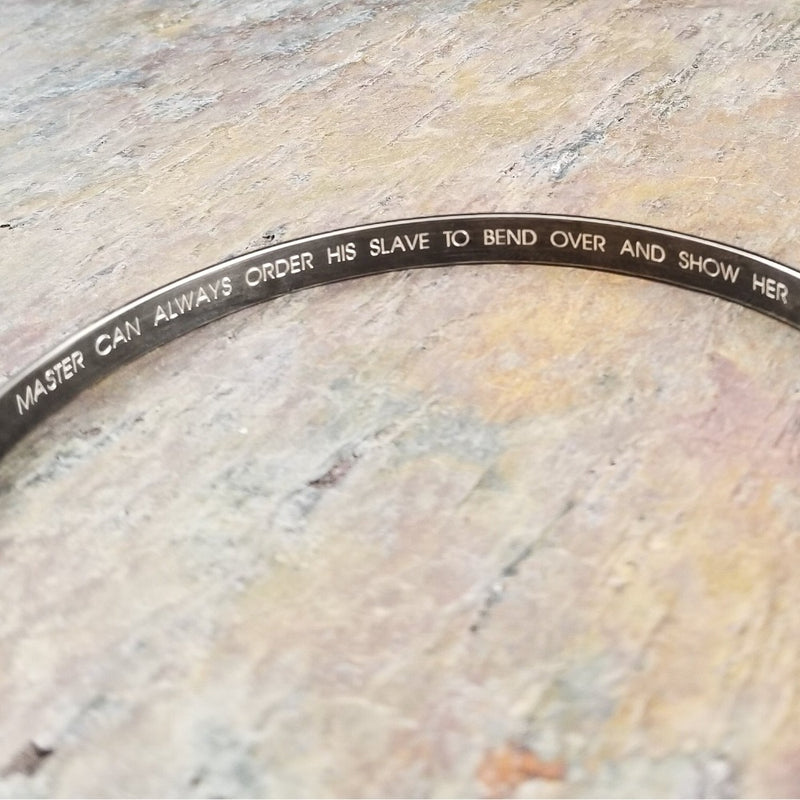 MASTER CAN ALWAYS ORDER HIS SLAVE TO BEND OVER AND SHOW HER